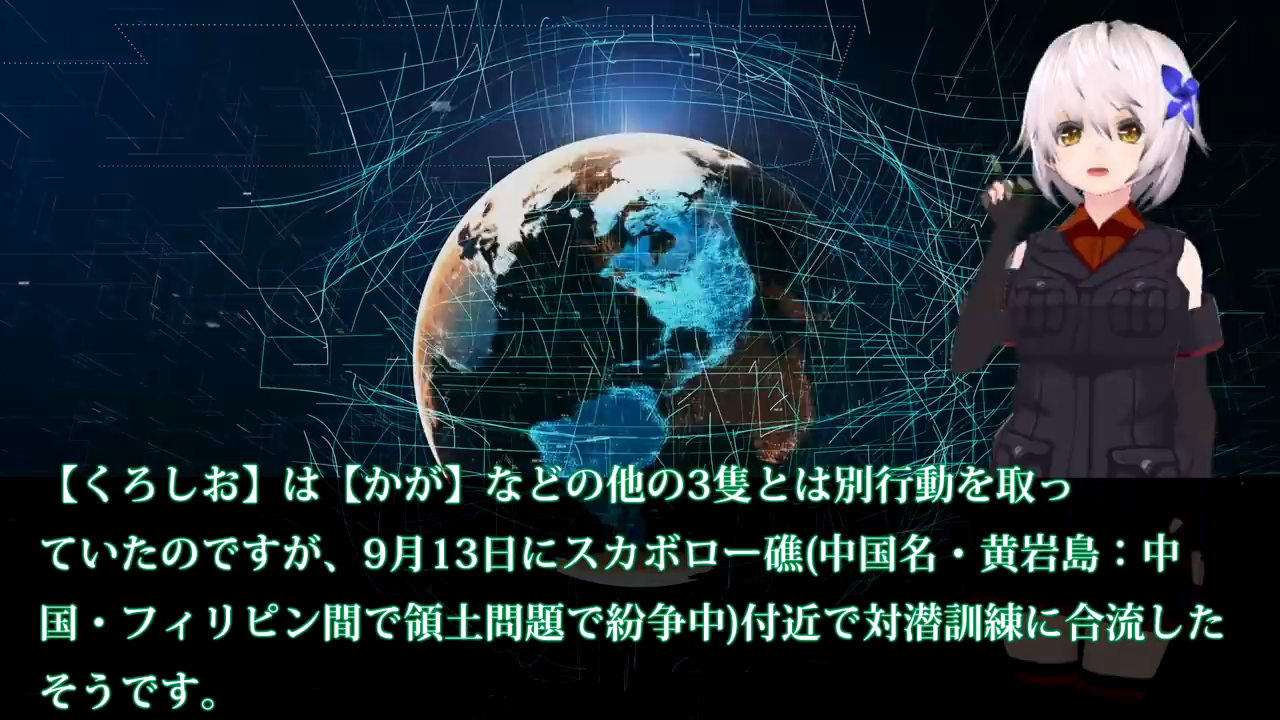 【くろしお】は【かが】などの他の3隻とは別行動を取っ
ていたのですが、9月13日にスカボロー礁(中国名・黄岩島：中
国・フィリピン間で領土問題で紛争中)付近で対潜訓練に合流した
そうです。